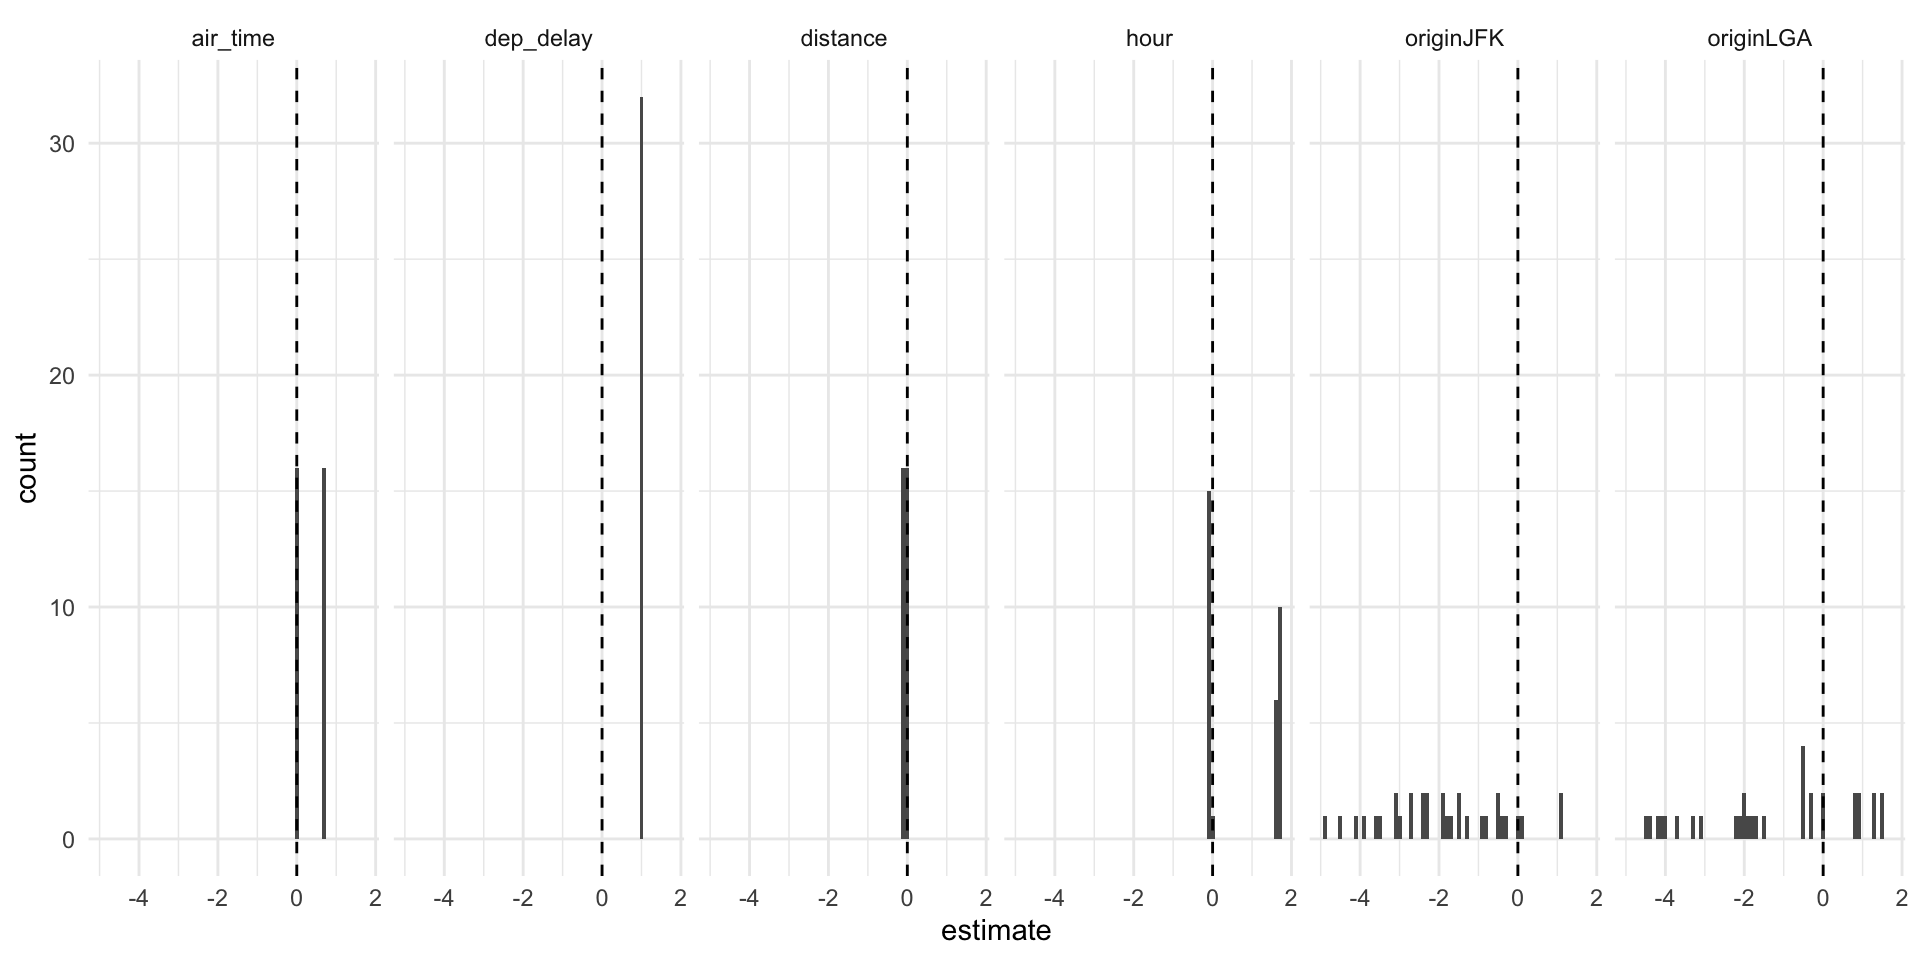 air_time dep_delay distance hour originJFK originLGA
30
20
10
0
count
-4 -2 0 2 -4 -2 0 2 -4 -2 0 2 -4 -2 0 2 -4 -2 0 2 -4 -2 0 2
estimate